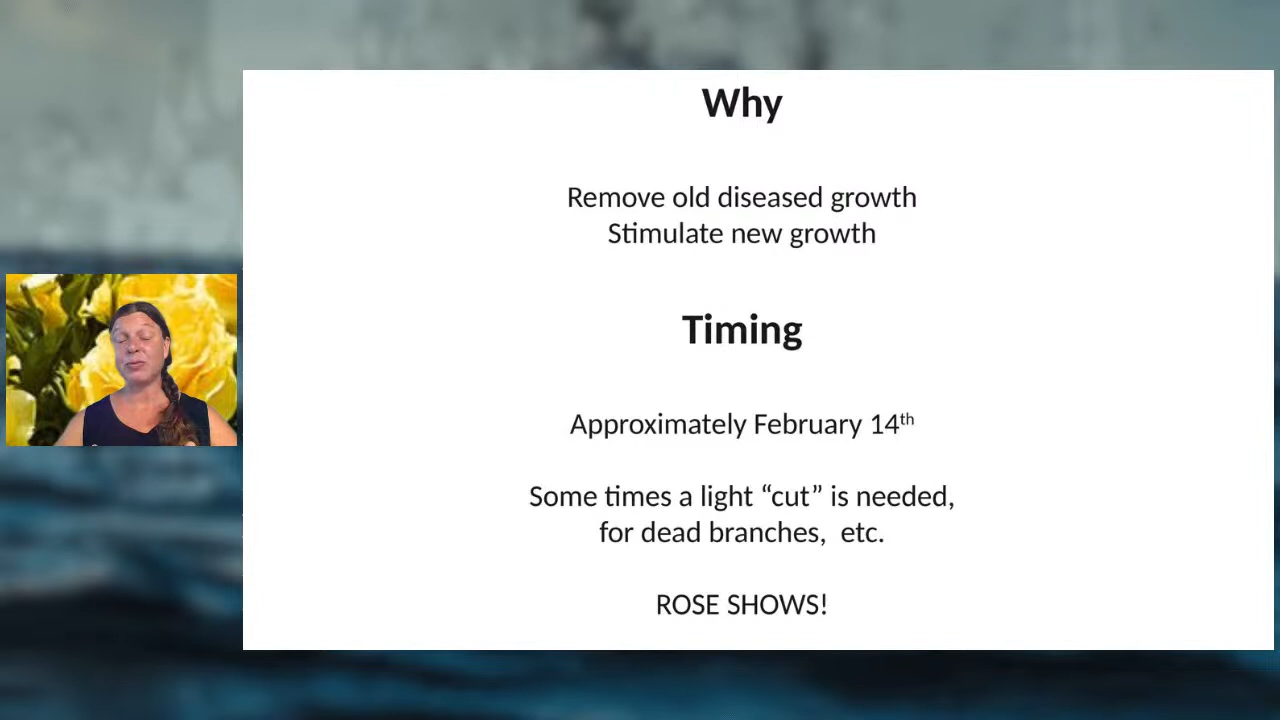 Why
Remove old diseased growth
Stimulate new growth
Timing
Approximately February 14th
Some times a light “cut” is needed,
for dead branches,  etc.
ROSE SHOWS!